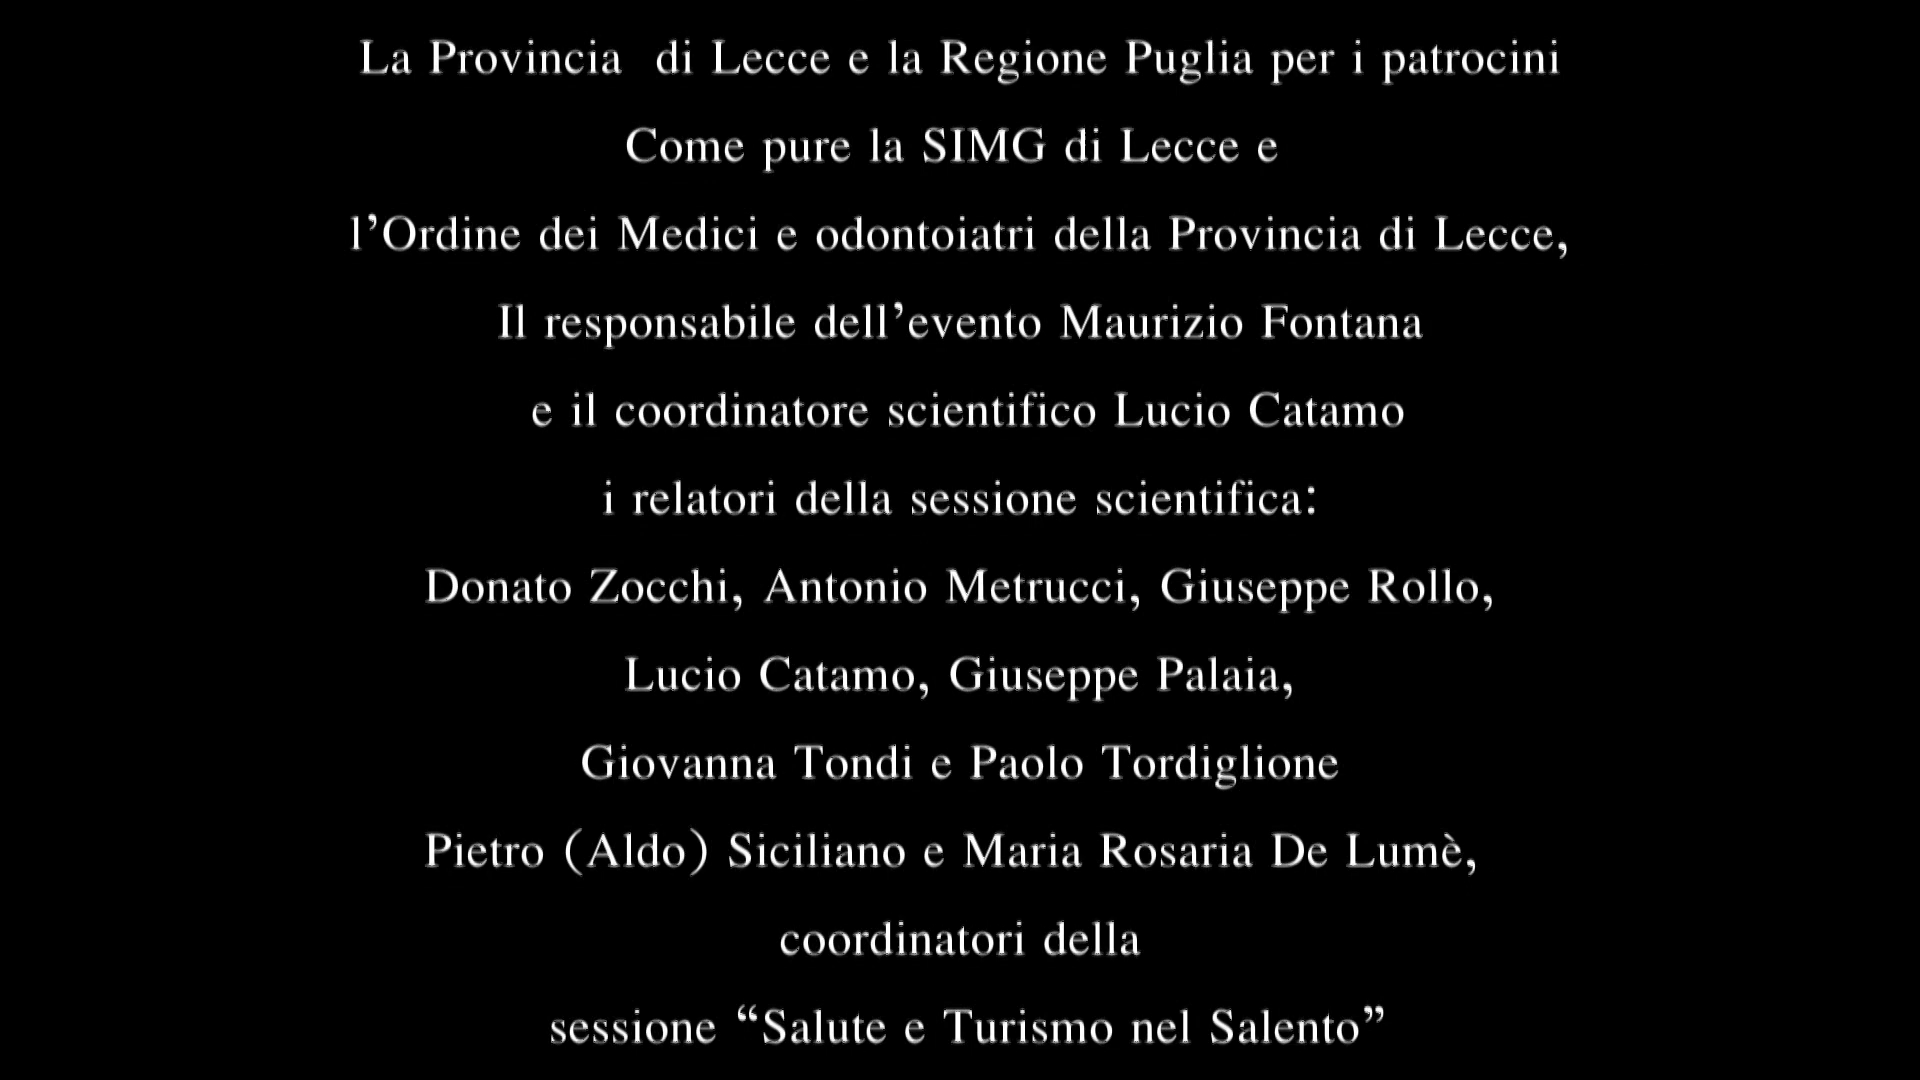 La Provincia  di Lecce e la Regione Puglia per i patrocini
Come pure la SIMG di Lecce e
l’Ordine dei Medici e odontoiatri della Provincia di Lecce,
Il responsabile dell’evento Maurizio Fontana
e il coordinatore scientifico Lucio Catamo
i relatori della sessione scientifica:
Donato Zocchi, Antonio Metrucci, Giuseppe Rollo,
Lucio Catamo, Giuseppe Palaia,
Giovanna Tondi e Paolo Tordiglione
Pietro (Aldo) Siciliano e Maria Rosaria De Lumè,
coordinatori della
sessione “Salute e Turismo nel Salento”